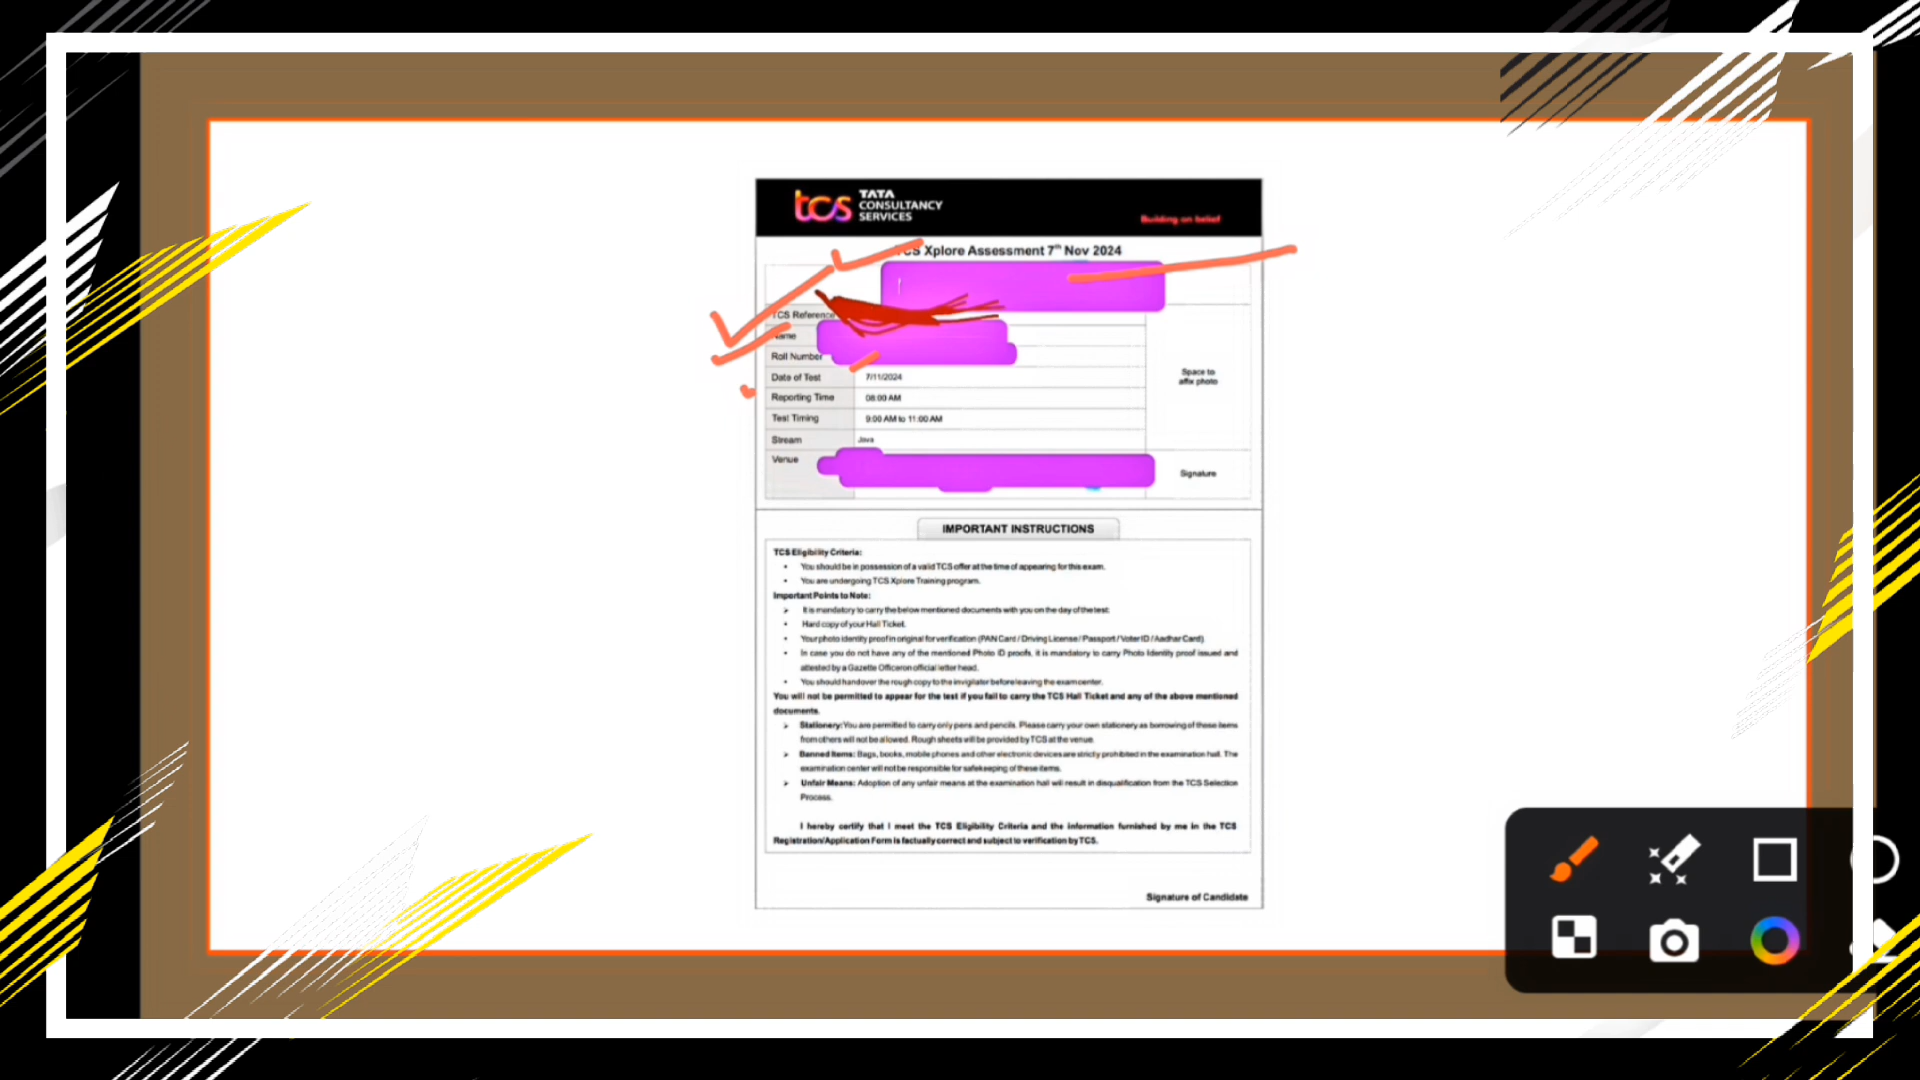 tcs TATA
CONSULTANCY
SERVICES
Building on belief
TCS Xplore Assessment 7th Nov 2024
TCS Reference
Name
Roll Number
Date of Test 7/11/2024
Reporting Time 08:00 AM
Test Timing 9:00 AM to 11:00 AM
Stream Java
Venue
Space to
affix photo
Signature
IMPORTANT INSTRUCTIONS
TCS Eligibility Criteria:
• You should be in possession of a valid TCS offer at the time of appearing for this exam.
• You are undergoing TCS Xplore Training program.
Important Points to Note:
➢ It is mandatory to carry the below mentioned documents with you on the day of the test:
• Hard copy of your Hall Ticket.
• Your photo identity proof in original for verification (PAN Card / Driving License / Passport / Voter ID / Aadhar Card)
• In case you do not have any of the mentioned Photo ID proofs, it is mandatory to carry Photo Identity proof issued and
attested by a Gazette Officer on official letter head.
• You should handover the rough copy to the invigilator before leaving the exam center.
You will not be permitted to appear for the test if you fail to carry the TCS Hall Ticket and any of the above mentioned
documents.
➢ Stationery: You are permitted to carry only pens and pencils. Please carry your own stationery as borrowing of these items
from others will not be allowed. Rough sheets will be provided by TCS at the venue.
➢ Banned Items: Bags, books, mobile phones and other electronic devices are strictly prohibited in the examination hall. The
examination center will not be responsible for safekeeping of these items.
➢ Unfair Means: Adoption of any unfair means at the examination hall will result in disqualification from the TCS Selection
Process.
I hereby certify that I meet the TCS Eligibility Criteria and the information furnished by me in the TCS
Registration/Application Form is factually correct and subject to verification by TCS.
Signature of Candidate